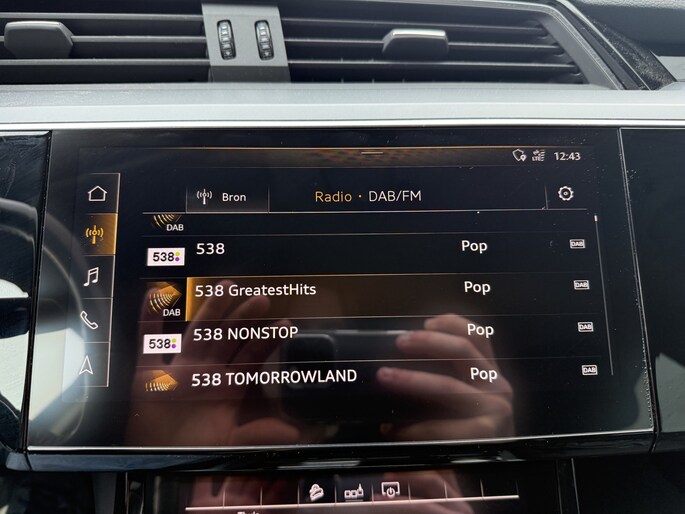 LTE 12:43
Bron Radio · DAB/FM
DAB
538 538 Pop DAB
DAB 538 GreatestHits Pop DAB
538 538 NONSTOP Pop DAB
538 TOMORROWLAND Pop DAB